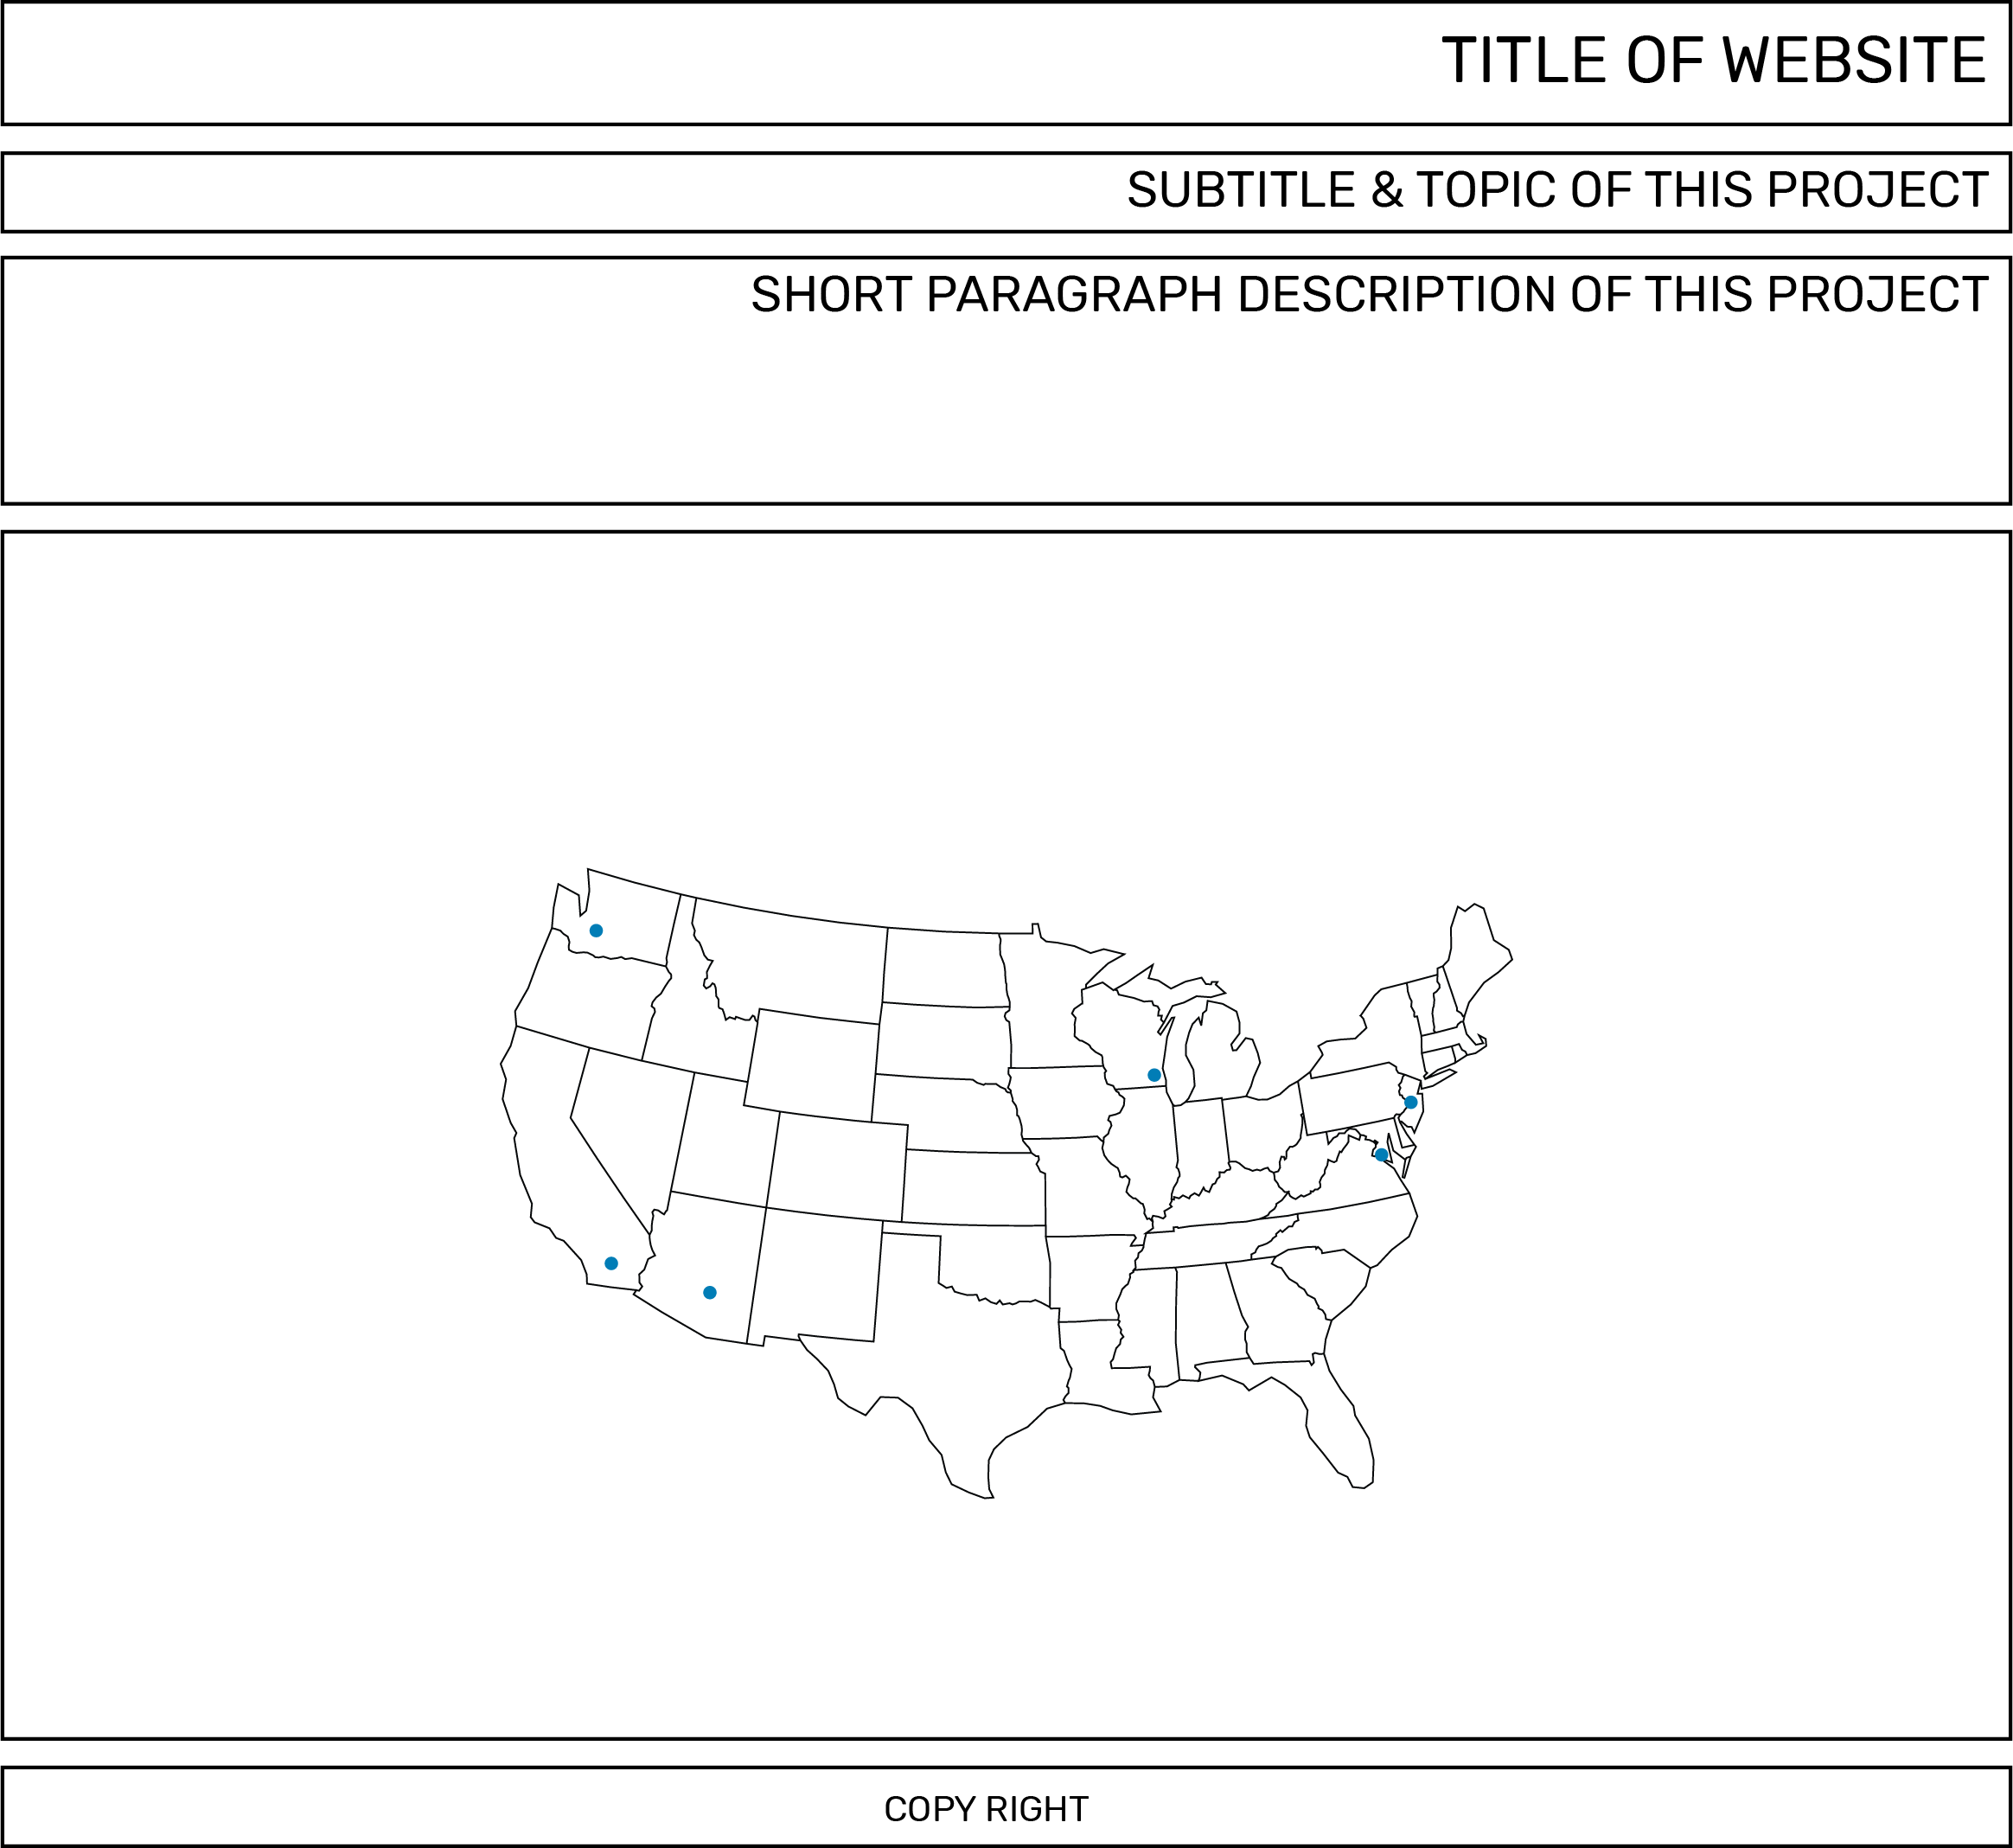 TITLE OF WEBSITE
SUBTITLE & TOPIC OF THIS PROJECT
SHORT PARAGRAPH DESCRIPTION OF THIS PROJECT
COPY RIGHT